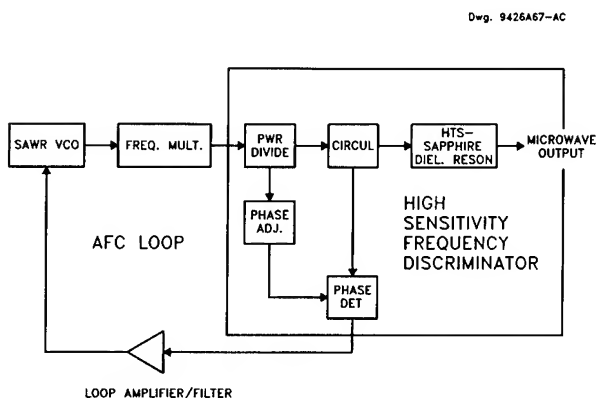 Dwg. 9426A67-AC
SAWR VCO
FREQ. MULT.
PWR
DIVIDE
CIRCUL
HTS-
SAPPHIRE
DIEL. RESON
MICROWAVE
OUTPUT
PHASE
ADJ.
AFC LOOP
HIGH
SENSITIVITY
FREQUENCY
DISCRIMINATOR
PHASE
DET
LOOP AMPLIFIER/FILTER